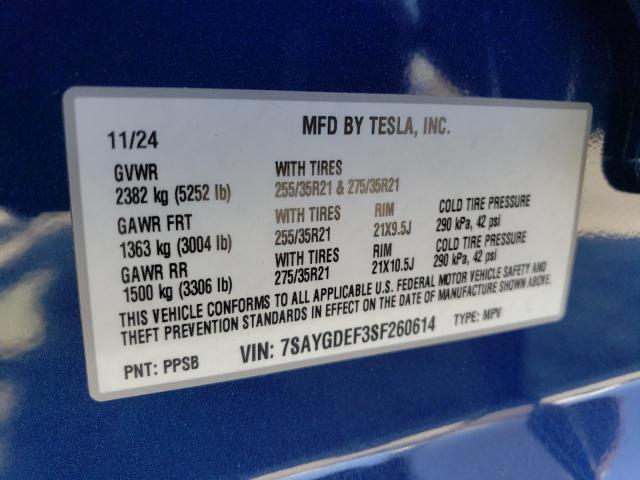 11/24 MFD BY TESLA, INC.
GVWR WITH TIRES
2382 kg (5252 lb) 255/35R21 & 275/35R21
GAWR FRT WITH TIRES RIM COLD TIRE PRESSURE
1363 kg (3004 lb) 255/35R21 21X9.5J 290 kPa, 42 psi
GAWR RR WITH TIRES RIM COLD TIRE PRESSURE
1500 kg (3306 lb) 275/35R21 21X10.5J 290 kPa, 42 psi
THIS VEHICLE CONFORMS TO ALL APPLICABLE U.S. FEDERAL MOTOR VEHICLE SAFETY AND
THEFT PREVENTION STANDARDS IN EFFECT ON THE DATE OF MANUFACTURE SHOWN ABOVE.
PNT: PPSB VIN: 7SAYGDEF3SF260614 TYPE: MPV